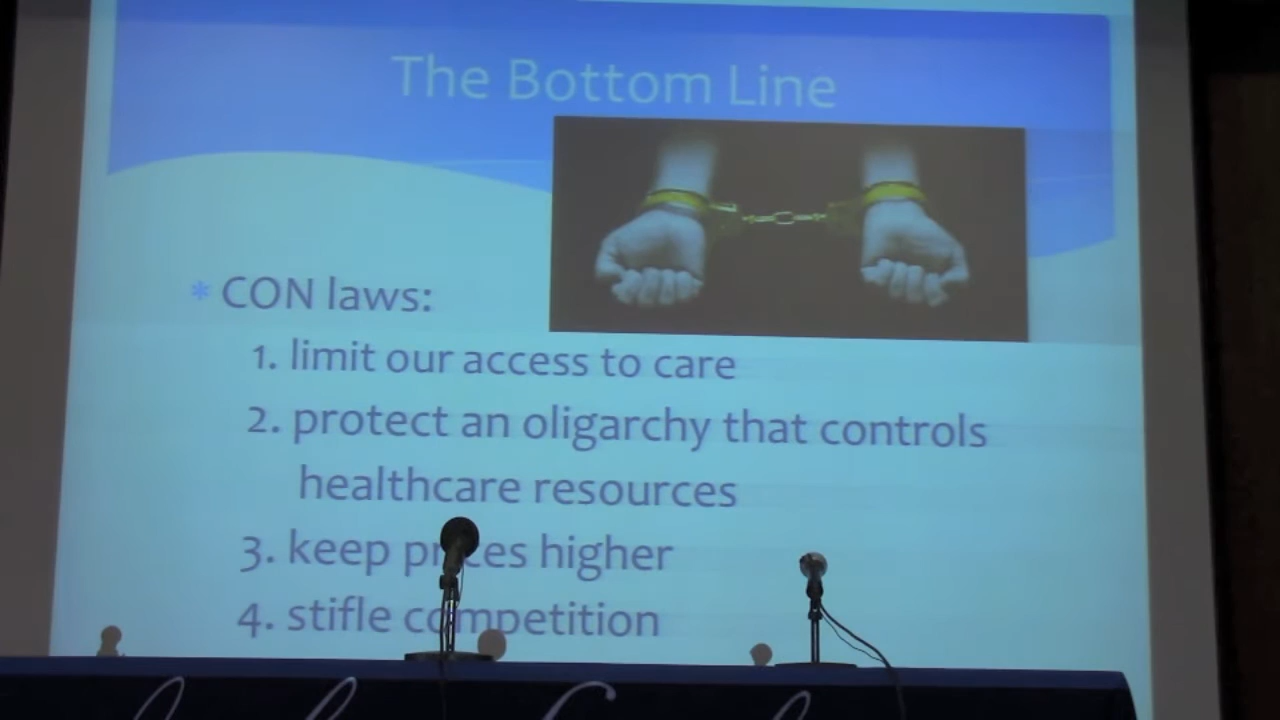 The Bottom Line
* CON laws:
1. limit our access to care
2. protect an oligarchy that controls
healthcare resources
3. keep prices higher
4. stifle competition